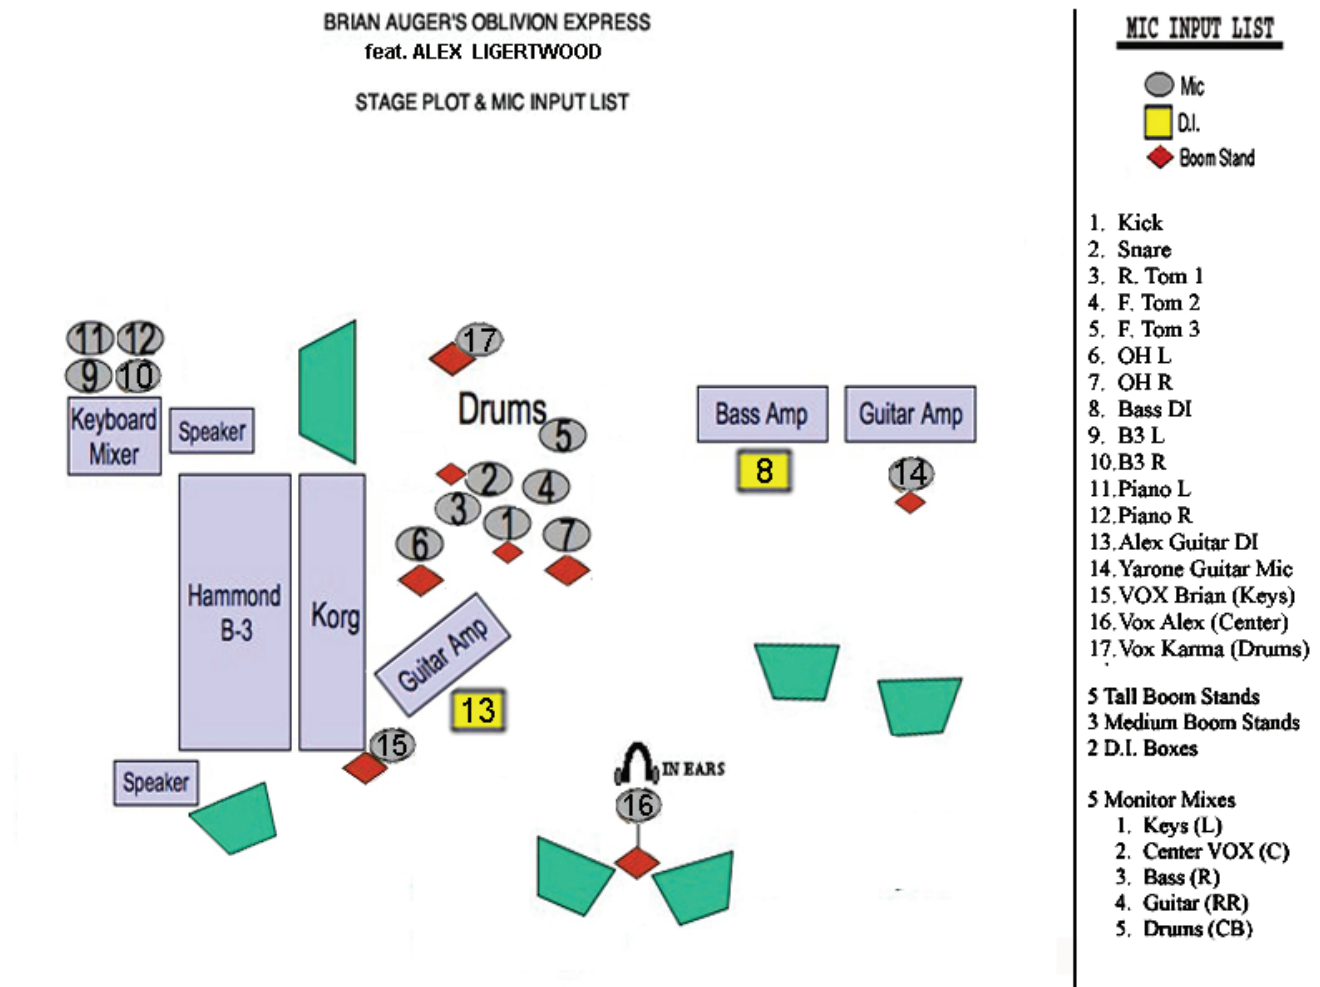 BRIAN AUGER'S OBLIVION EXPRESS
feat. ALEX LIGERTWOOD
STAGE PLOT & MIC INPUT LIST
11 12
9 10
Keyboard
Mixer
Speaker
17
Drums
5
2
4
3
1
7
6
Bass Amp
Guitar Amp
8
14
Hammond
B-3
Korg
Guitar Amp
13
15
Speaker
IN EARS
16
MIC INPUT LIST
Mic
D.I.
Boom Stand
1. Kick
2. Snare
3. R. Tom 1
4. F. Tom 2
5. F. Tom 3
6. OH L
7. OH R
8. Bass DI
9. B3 L
10. B3 R
11. Piano L
12. Piano R
13. Alex Guitar DI
14. Yarone Guitar Mic
15. VOX Brian (Keys)
16. Vox Alex (Center)
17. Vox Karma (Drums)
5 Tall Boom Stands
3 Medium Boom Stands
2 D.I. Boxes
5 Monitor Mixes
1. Keys (L)
2. Center VOX (C)
3. Bass (R)
4. Guitar (RR)
5. Drums (CB)